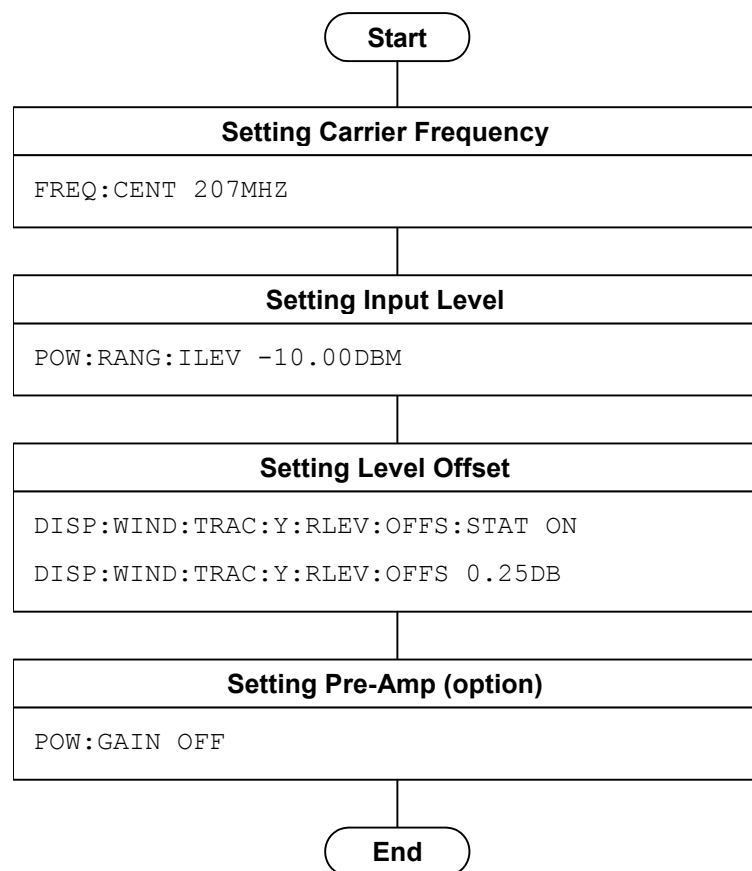 Start
Setting Carrier Frequency
FREQ:CENT 207MHZ
Setting Input Level
POW:RANG:ILEV -10.00DBM
Setting Level Offset
DISP:WIND:TRAC:Y:RLEV:OFFS:STAT ON
DISP:WIND:TRAC:Y:RLEV:OFFS 0.25DB
Setting Pre-Amp (option)
POW:GAIN OFF
End